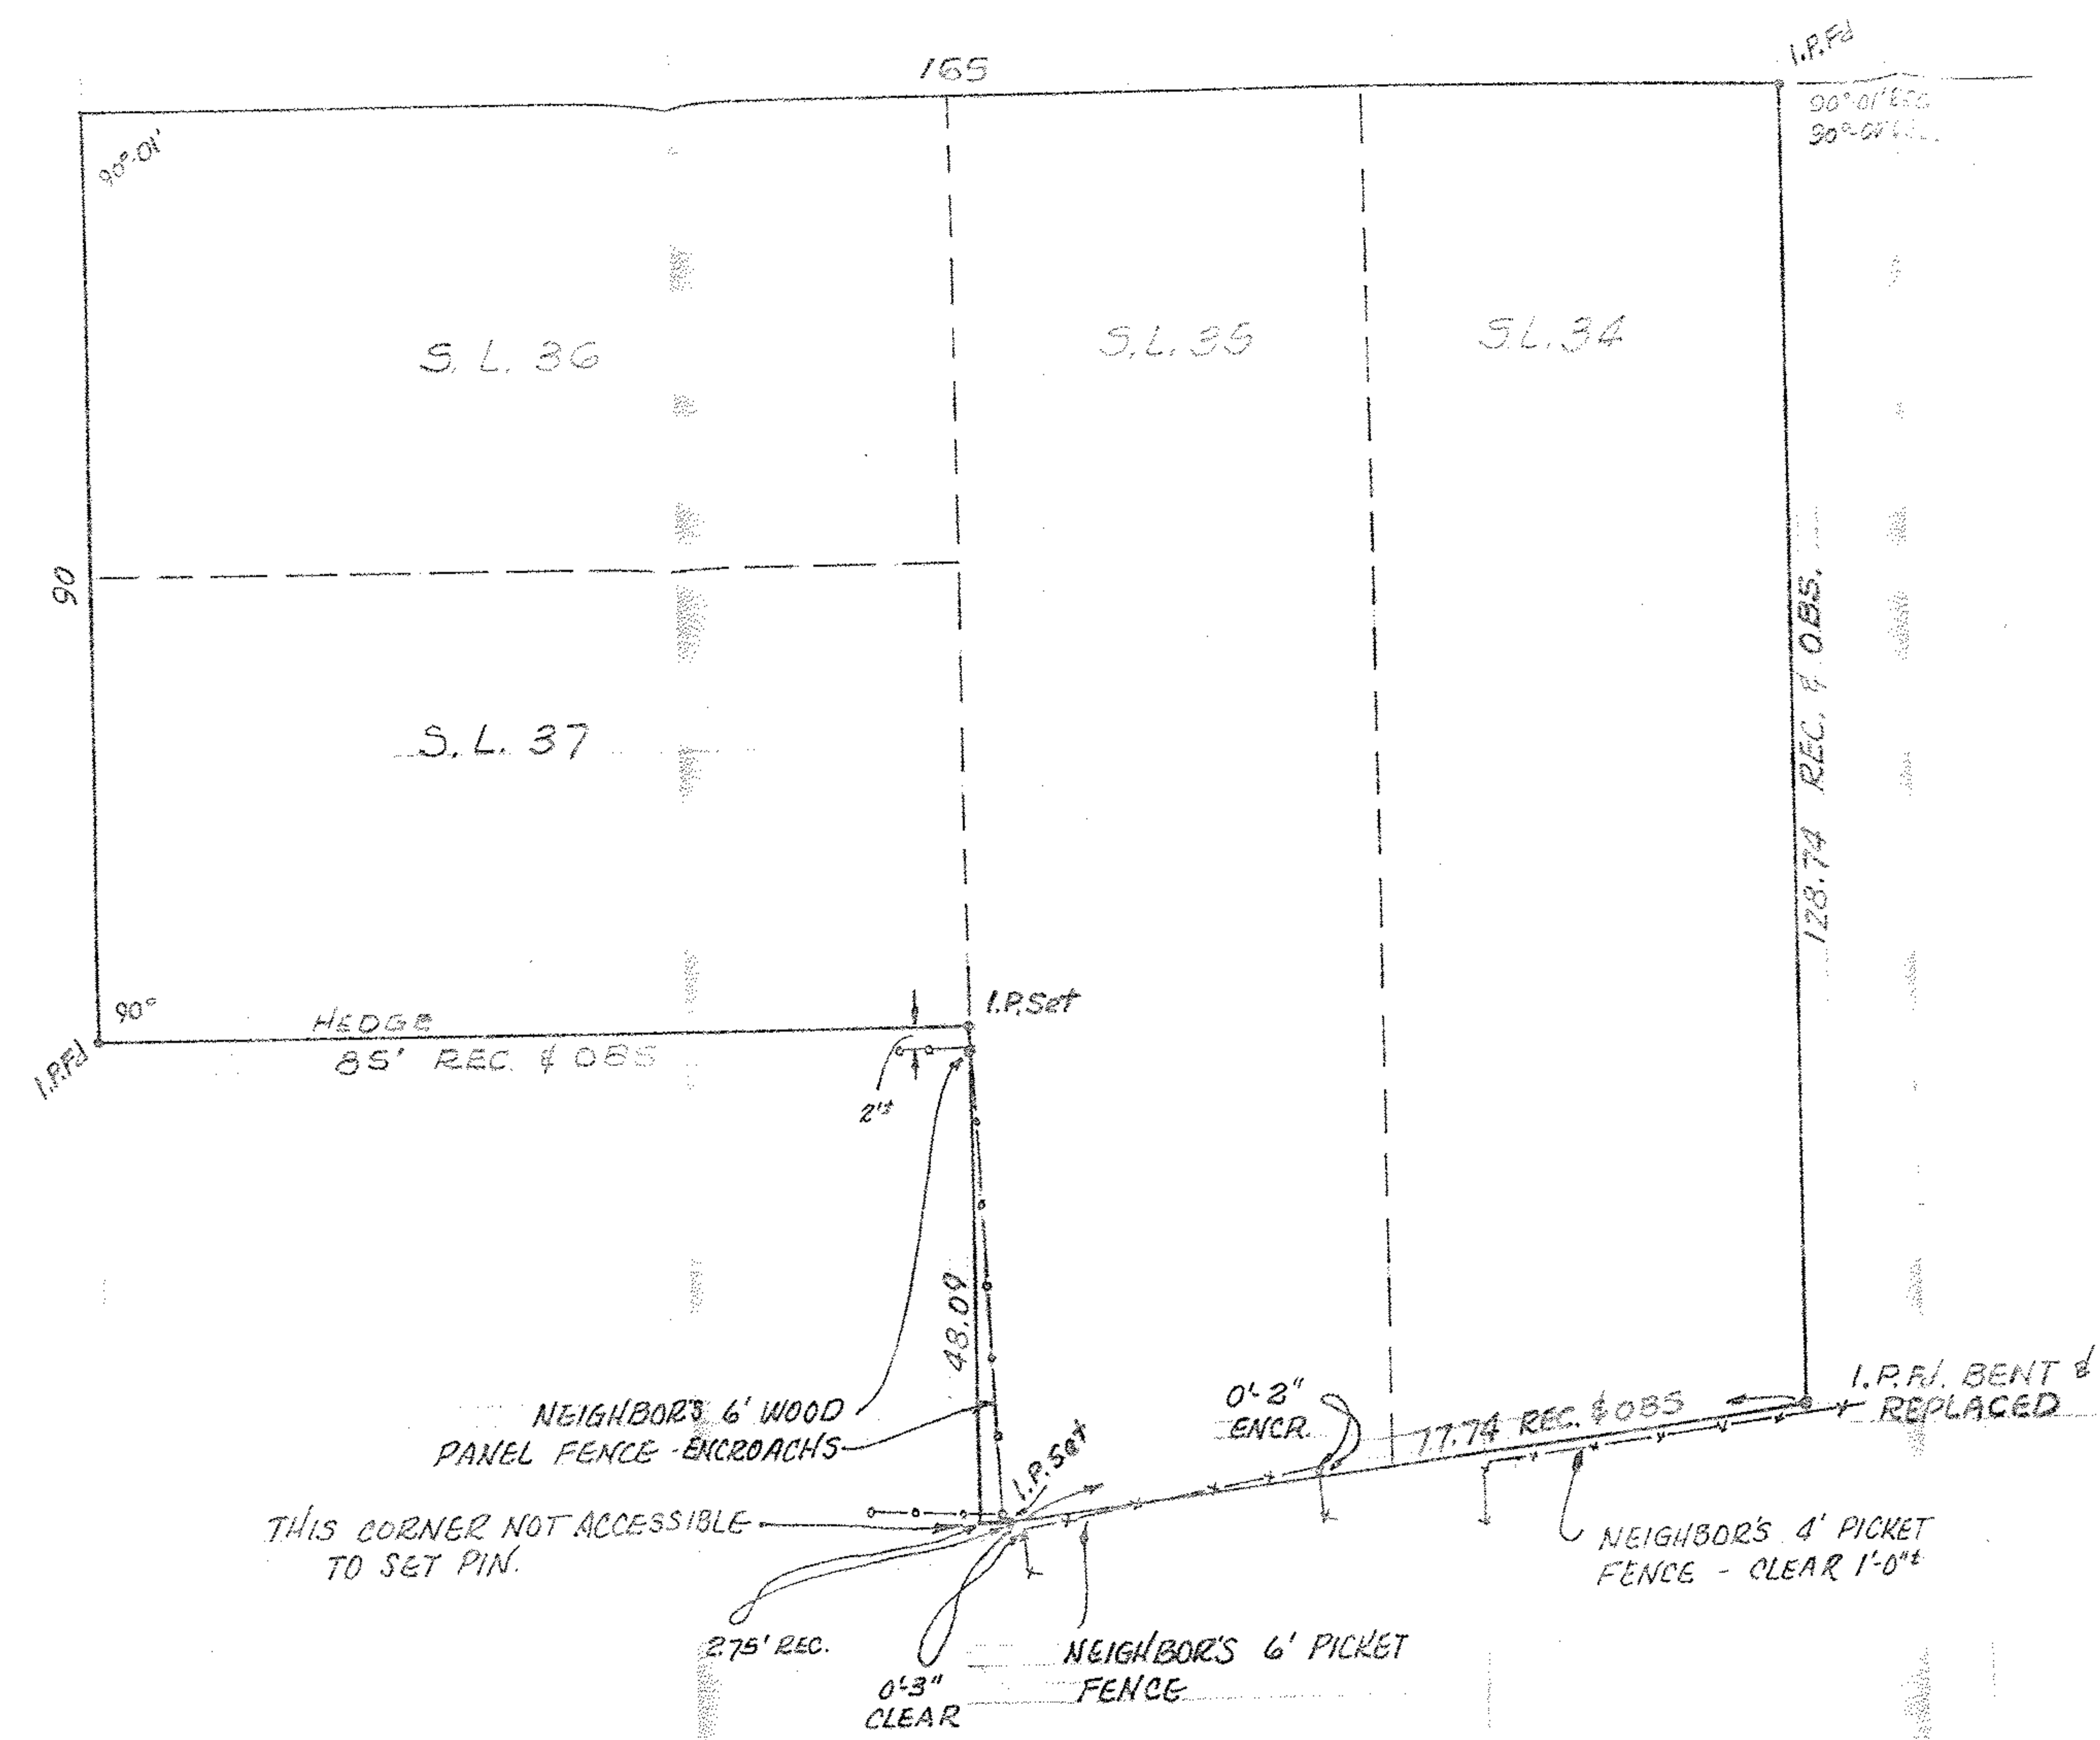 165
I.P.Fd
90°-01'
90°-01' REC
S.L. 36
S.L. 35
S.L. 34
90
S.L. 37
128.74 REC. & OBS.
90°
HEDGE
I.P.Set
I.P.Fd
85' REC. & OBS
2"±
48.09
NEIGHBOR'S 6' WOOD
PANEL FENCE - ENCROACHS
0'-2"
ENCR.
77.74 REC. & OBS
I.P.Fd. BENT &
REPLACED
I.P.Set
THIS CORNER NOT ACCESSIBLE
TO SET PIN.
NEIGHBOR'S 4' PICKET
FENCE - CLEAR 1'-0"±
2.75' REC.
0'-3"
CLEAR
NEIGHBOR'S 6' PICKET
FENCE